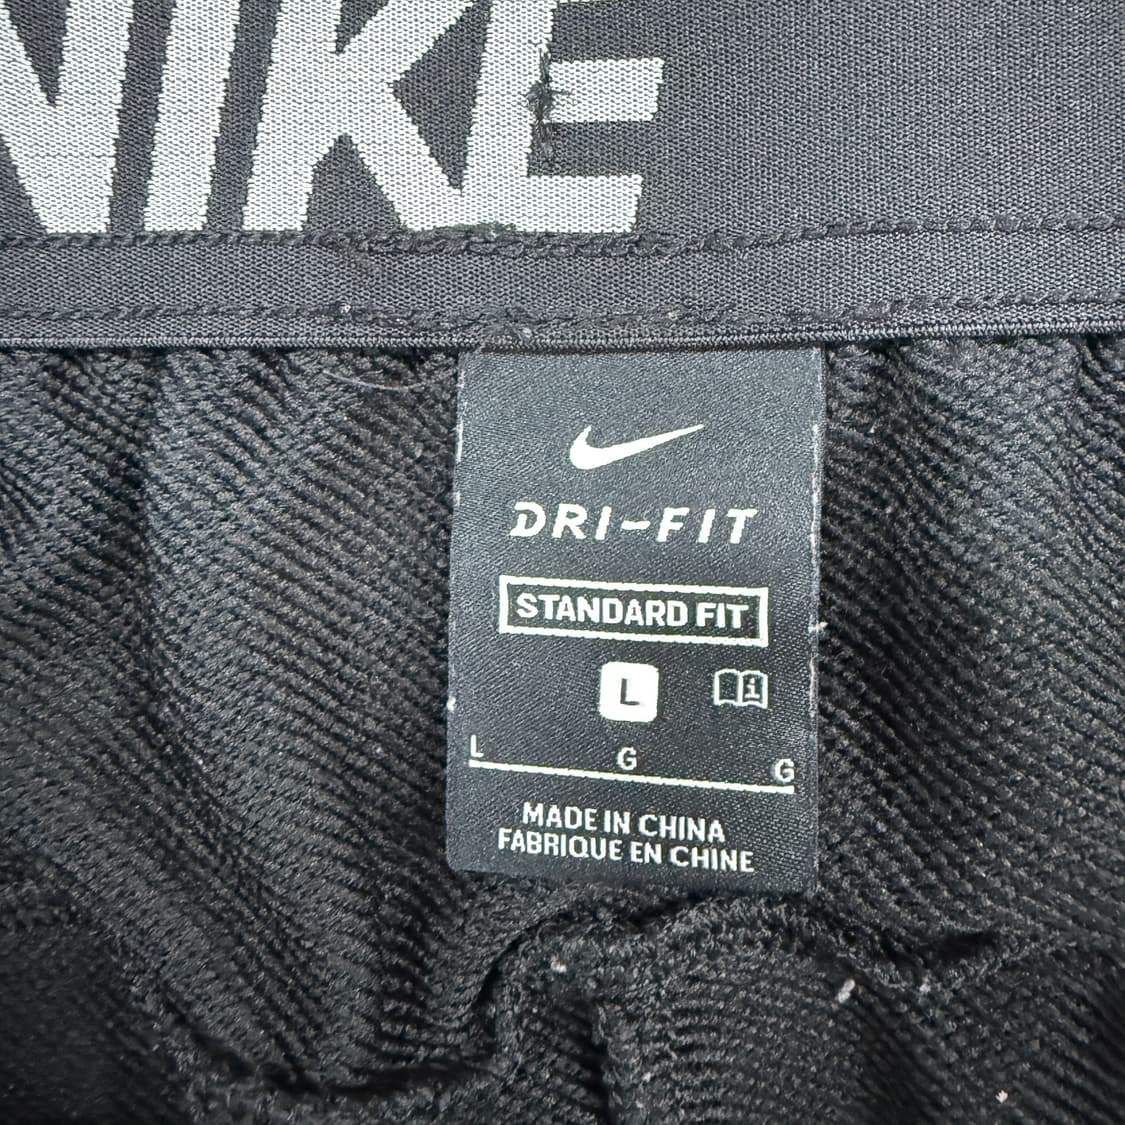 NIKE
DRI-FIT
STANDARD FIT
L i
L G G
MADE IN CHINA
FABRIQUE EN CHINE